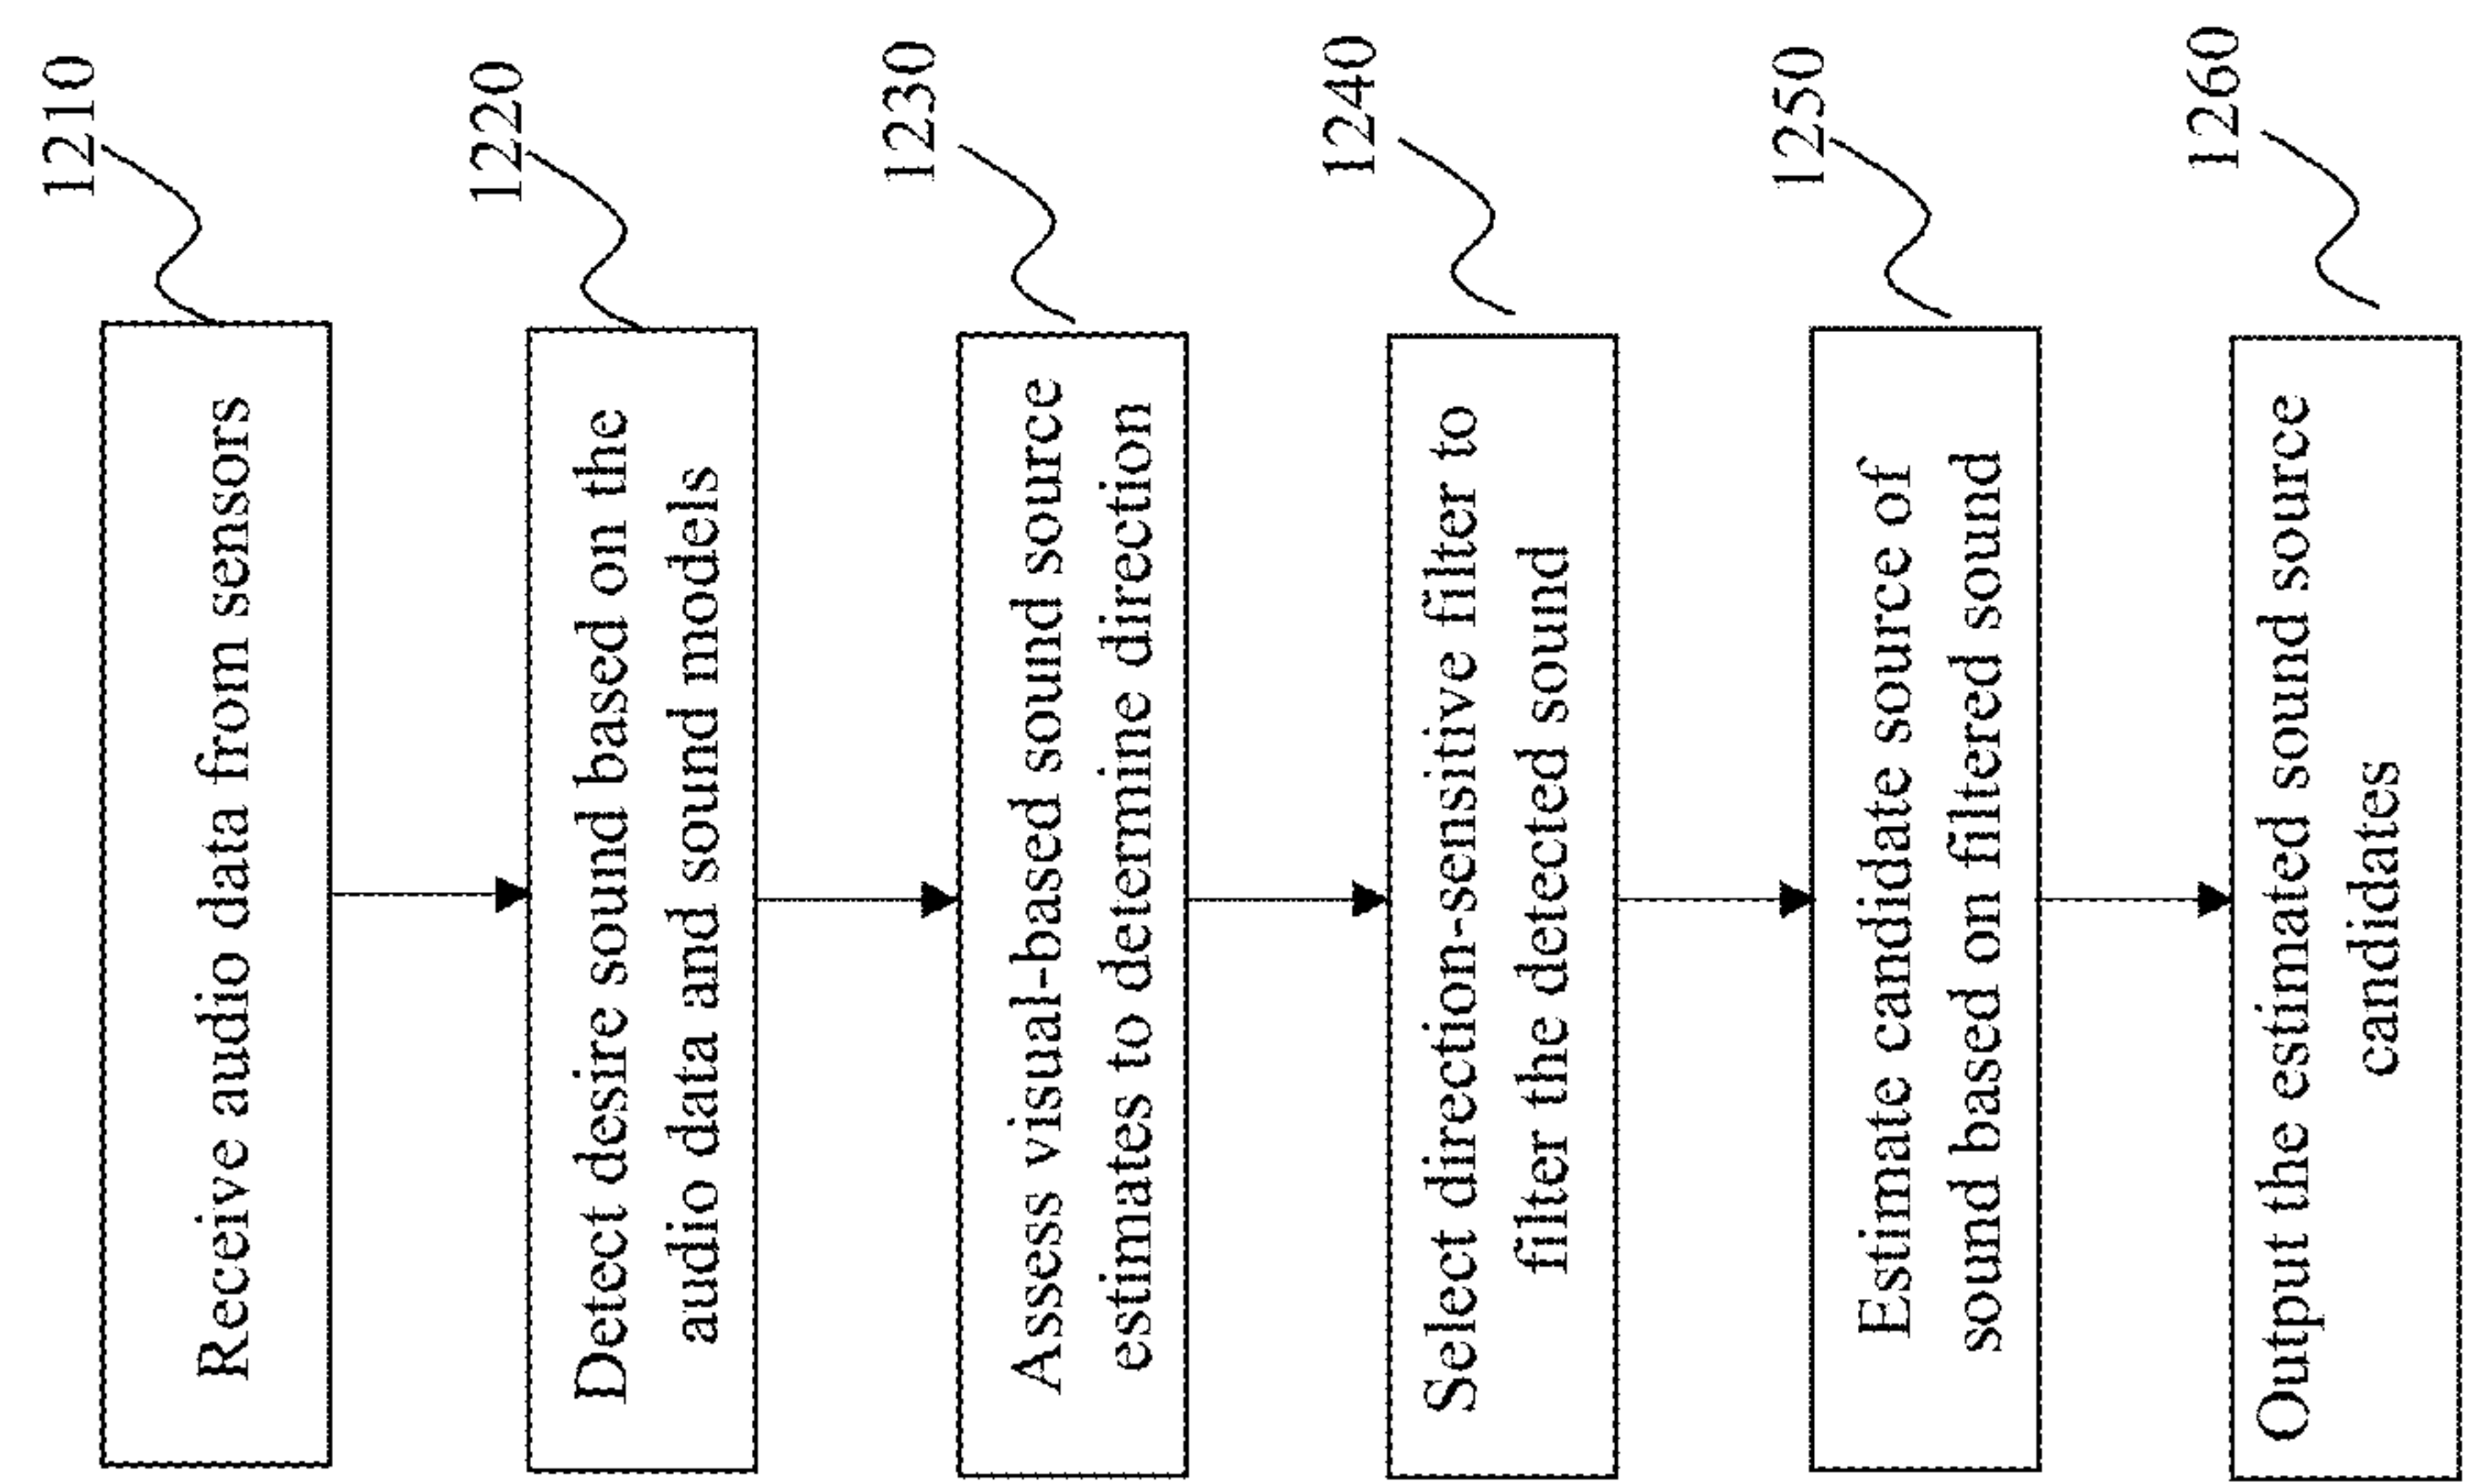 1210
Receive audio data from sensors
1220
Detect desire sound based on the
audio data and sound models
1230
Assess visual-based sound source
estimates to determine direction
1240
Select direction-sensitive filter to
filter the detected sound
1250
Estimate candidate source of
sound based on filtered sound
1260
Output the estimated sound source
candidates